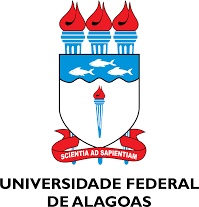 SCIENTIA AD SAPIENTIAM
UNIVERSIDADE FEDERAL
DE ALAGOAS